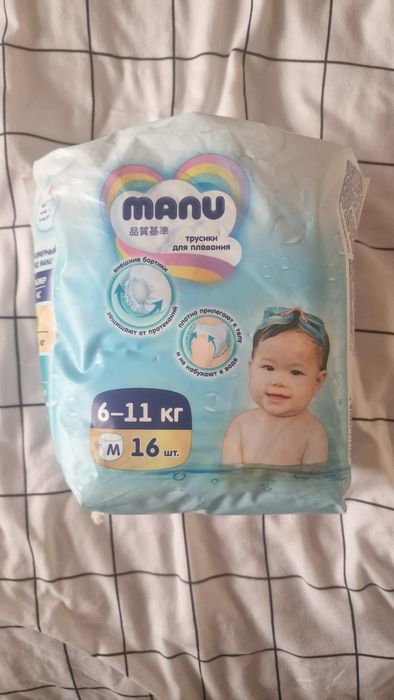 manu
品質基準
трусики
для плавания
внешние бортики
защищают от протеканий
плотно прилегают к телу
и не набухают в воде
6–11 кг
M 16 шт.